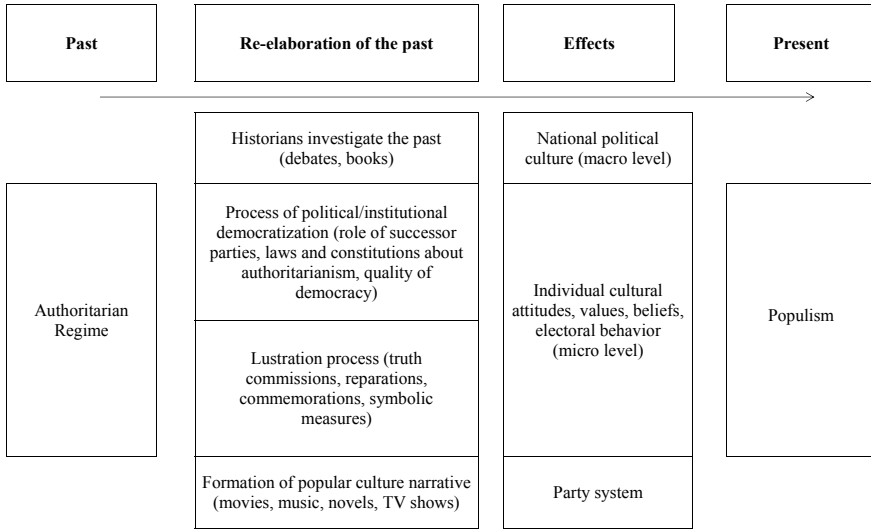 Past
Re-elaboration of the past
Effects
Present
Historians investigate the past
(debates, books)
National political
culture (macro level)
Authoritarian
Regime
Process of political/institutional
democratization (role of successor
parties, laws and constitutions about
authoritarianism, quality of
democracy)
Lustration process (truth
commissions, reparations,
commemorations, symbolic
measures)
Individual cultural
attitudes, values, beliefs,
electoral behavior
(micro level)
Populism
Formation of popular culture narrative
(movies, music, novels, TV shows)
Party system